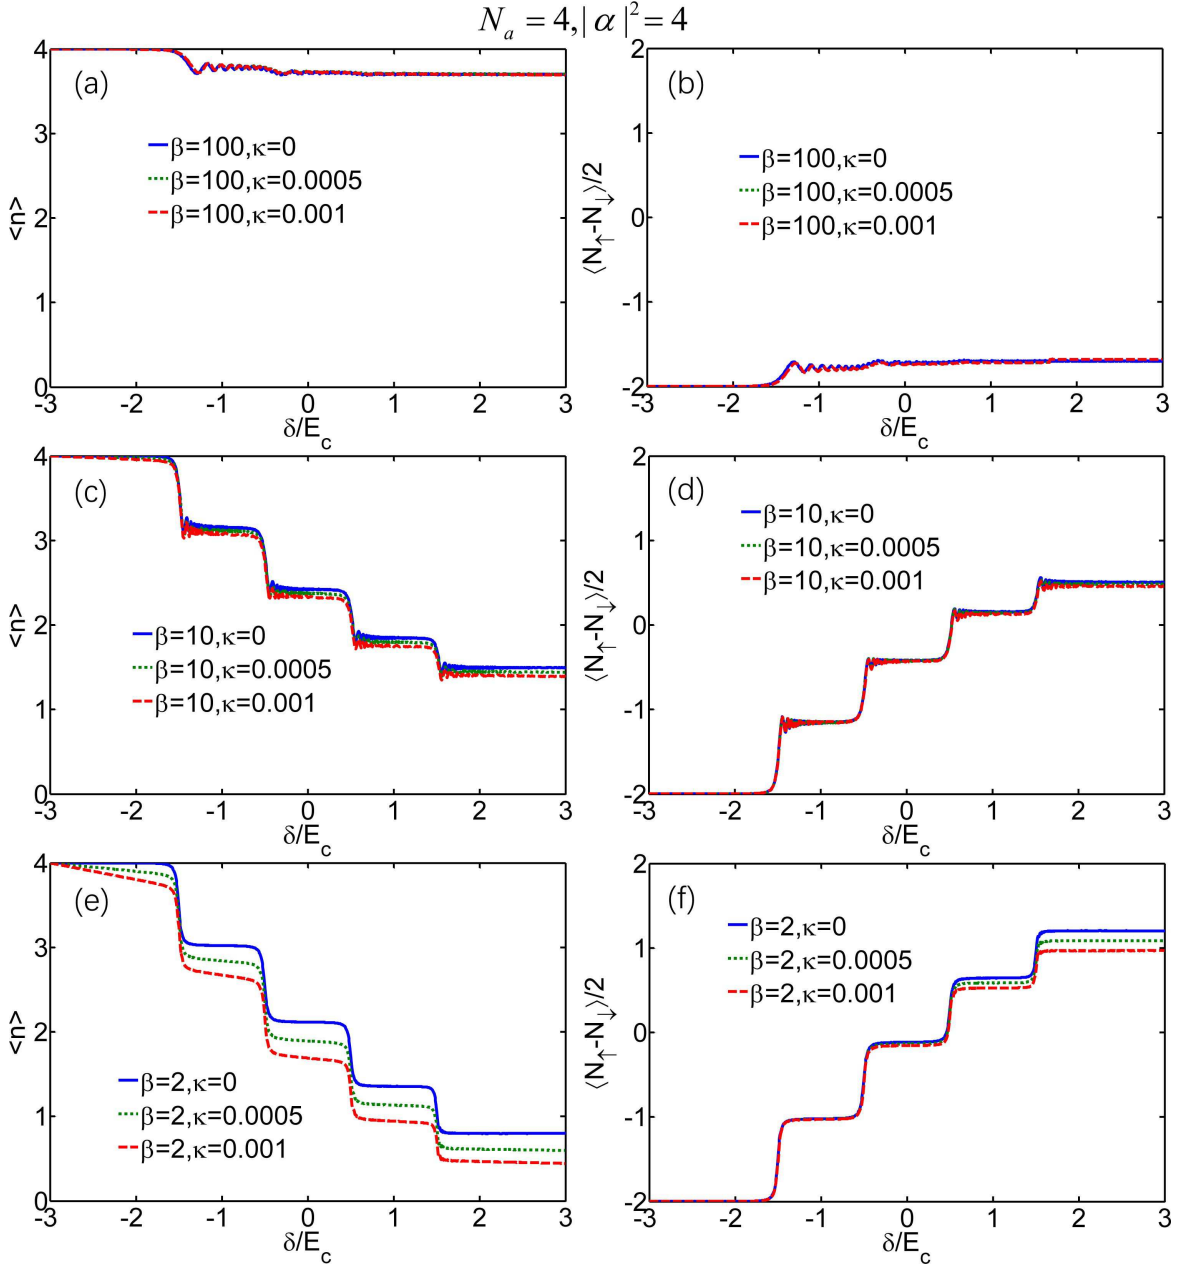 Nₐ = 4,| α |²= 4
(a)
β=100,κ=0
β=100,κ=0.0005
β=100,κ=0.001
<n>
4
3
2
1
0
-3 -2 -1 0 1 2 3
δ/E_c
(b)
β=100,κ=0
β=100,κ=0.0005
β=100,κ=0.001
⟨N↑-N↓⟩/2
2
1
0
-1
-2
-3 -2 -1 0 1 2 3
δ/E_c
(c)
β=10,κ=0
β=10,κ=0.0005
β=10,κ=0.001
<n>
4
3
2
1
0
-3 -2 -1 0 1 2 3
δ/E_c
(d)
β=10,κ=0
β=10,κ=0.0005
β=10,κ=0.001
⟨N↑-N↓⟩/2
2
1
0
-1
-2
-3 -2 -1 0 1 2 3
δ/E_c
(e)
β=2,κ=0
β=2,κ=0.0005
β=2,κ=0.001
<n>
4
3
2
1
0
-3 -2 -1 0 1 2 3
δ/E_c
(f)
β=2,κ=0
β=2,κ=0.0005
β=2,κ=0.001
⟨N↑-N↓⟩/2
2
1
0
-1
-2
-3 -2 -1 0 1 2 3
δ/E_c